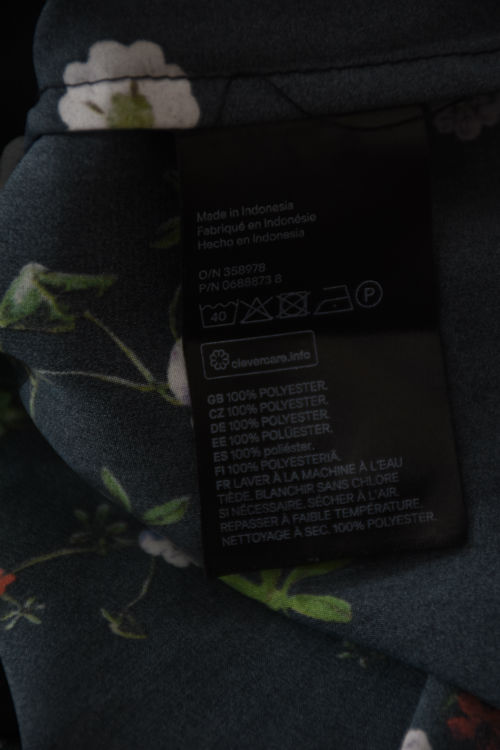 Made in Indonesia
Fabriqué en Indonésie
Hecho en Indonesia
O/N 358978
P/N 0688873 8
40 P
clevercare.info
GB 100% POLYESTER.
CZ 100% POLYESTER.
DE 100% POLYESTER.
EE 100% POLÜESTER.
ES 100% poliéster.
FI 100% POLYESTERIÄ.
FR LAVER À LA MACHINE À L'EAU
TIÈDE. BLANCHIR SANS CHLORE
SI NÉCESSAIRE. SÉCHER À L'AIR.
REPASSER À FAIBLE TEMPÉRATURE.
NETTOYAGE À SEC. 100% POLYESTER.